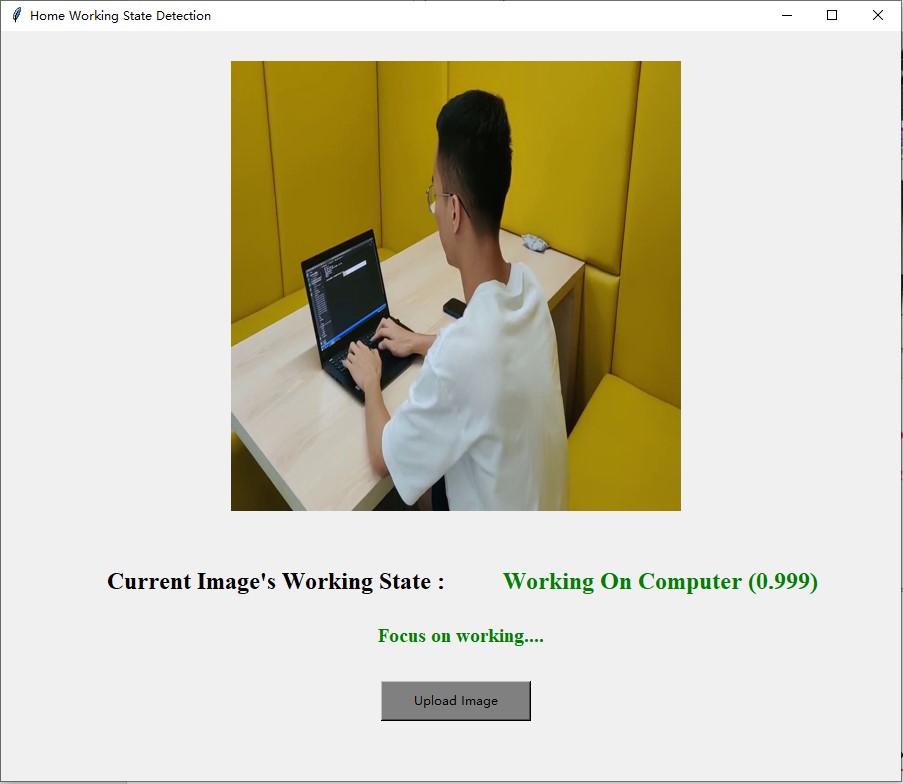 Home Working State Detection
Current Image's Working State : Working On Computer (0.999)
Focus on working....
Upload Image